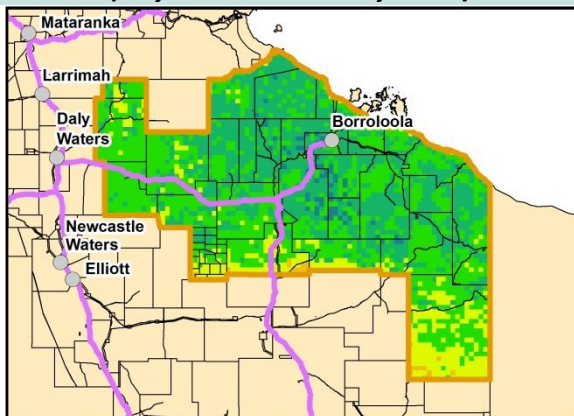 Mataranka
Larrimah
Daly
Waters
Borroloola
Newcastle
Waters
Elliott